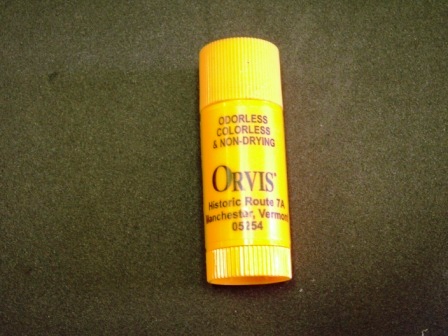 ODORLESS
COLORLESS
& NON-DRYING
ORVIS®
Historic Route 7A
Manchester, Vermont
05254